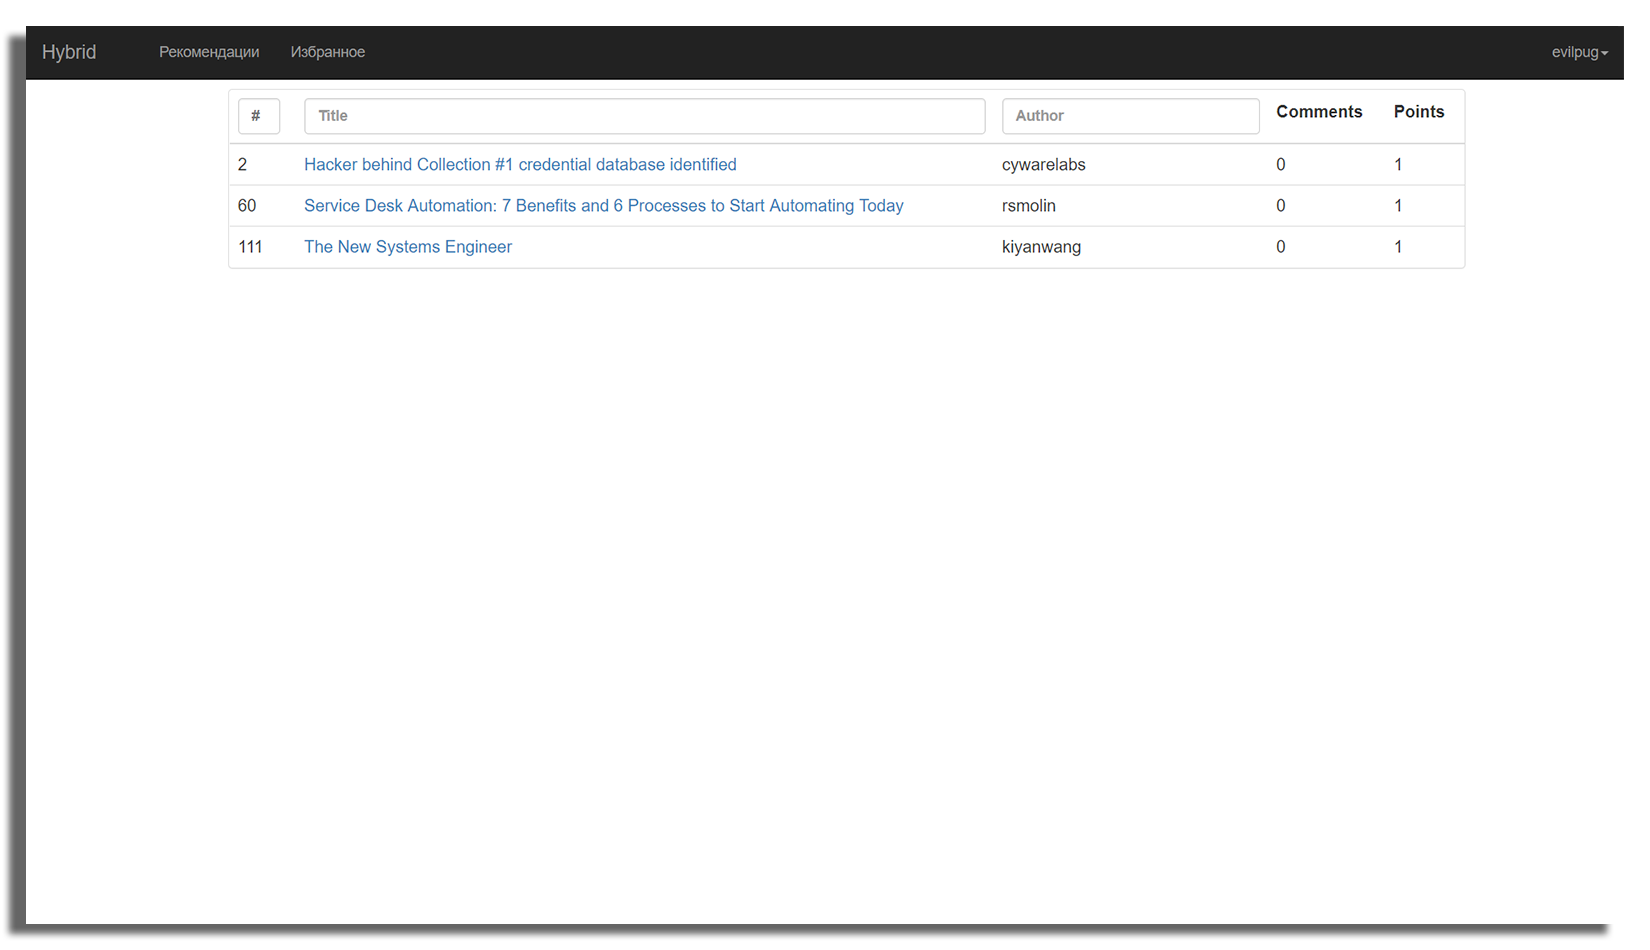 Hybrid Рекомендации Избранное evilpug
# Title Author Comments Points
2 Hacker behind Collection #1 credential database identified cywarelabs 0 1
60 Service Desk Automation: 7 Benefits and 6 Processes to Start Automating Today rsmolin 0 1
111 The New Systems Engineer kiyanwang 0 1